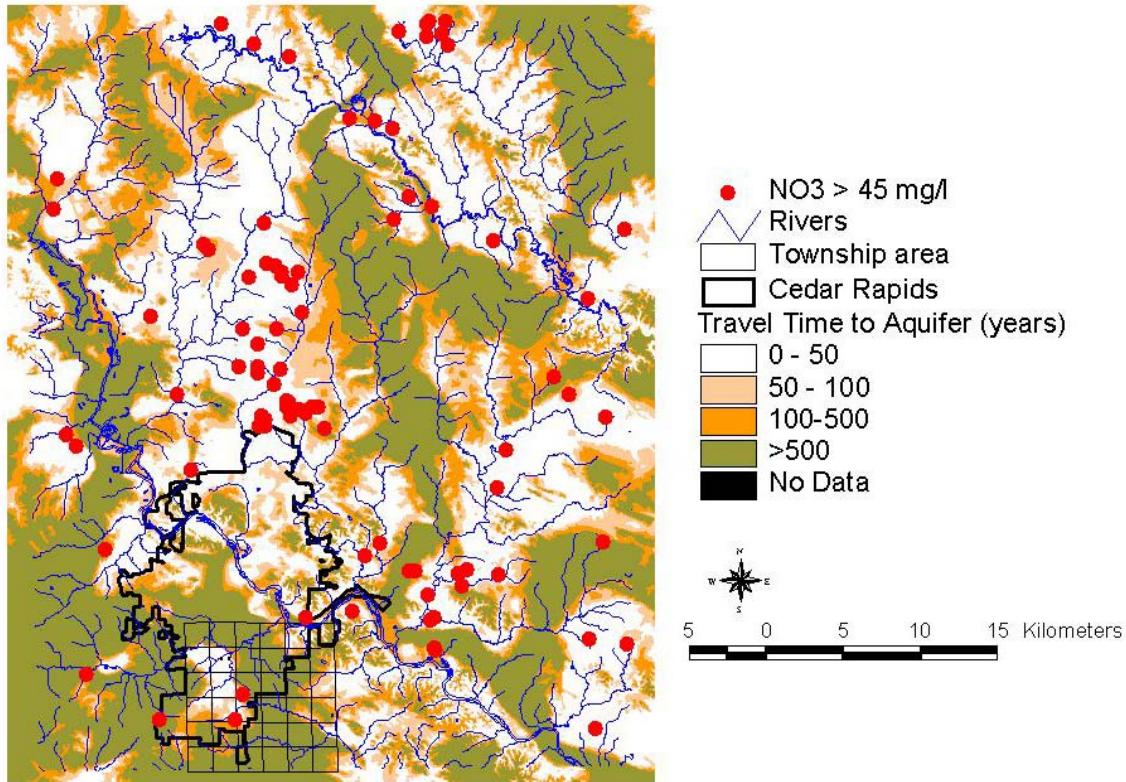 NO3 > 45 mg/l
Rivers
Township area
Cedar Rapids
Travel Time to Aquifer (years)
0 - 50
50 - 100
100-500
>500
No Data
N
W E
S
5 0 5 10 15 Kilometers